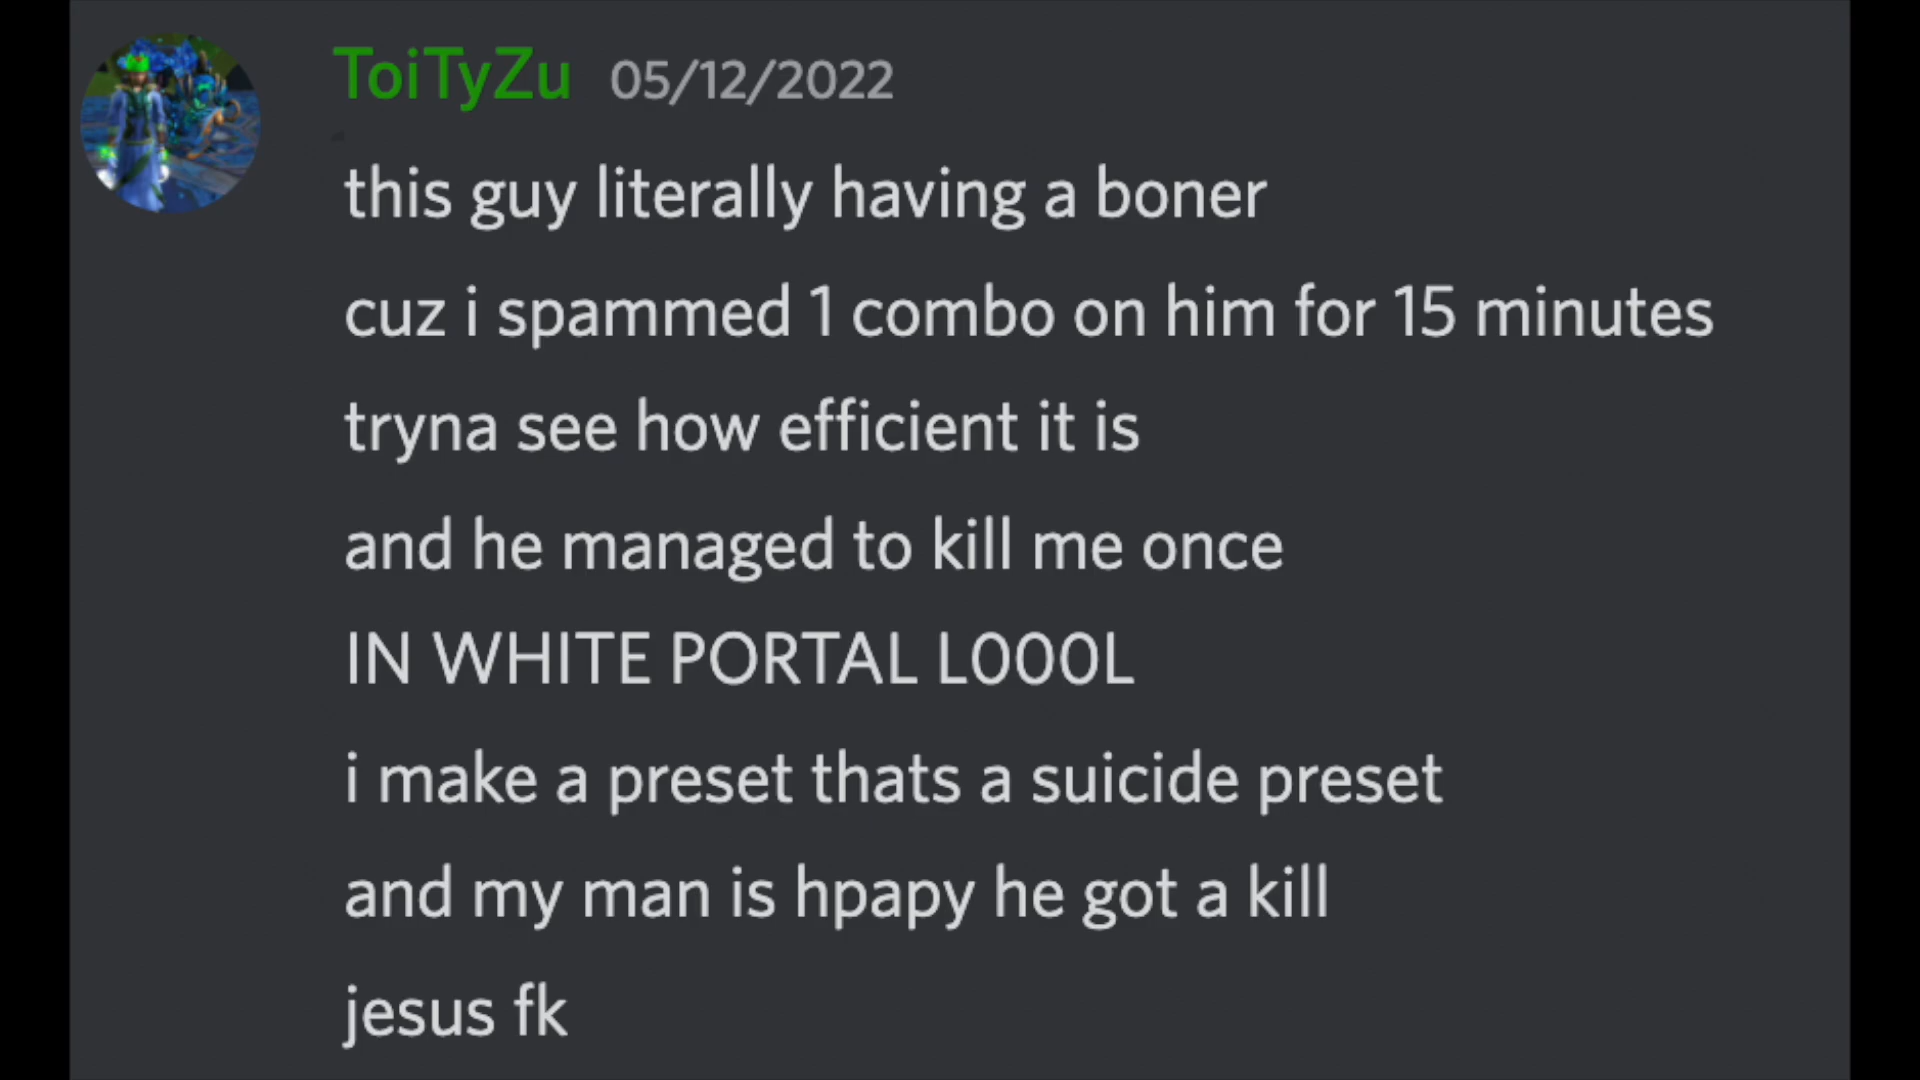 ToiTyZu 05/12/2022
this guy literally having a boner
cuz i spammed 1 combo on him for 15 minutes
tryna see how efficient it is
and he managed to kill me once
IN WHITE PORTAL LOOOL
i make a preset thats a suicide preset
and my man is hpapy he got a kill
jesus fk